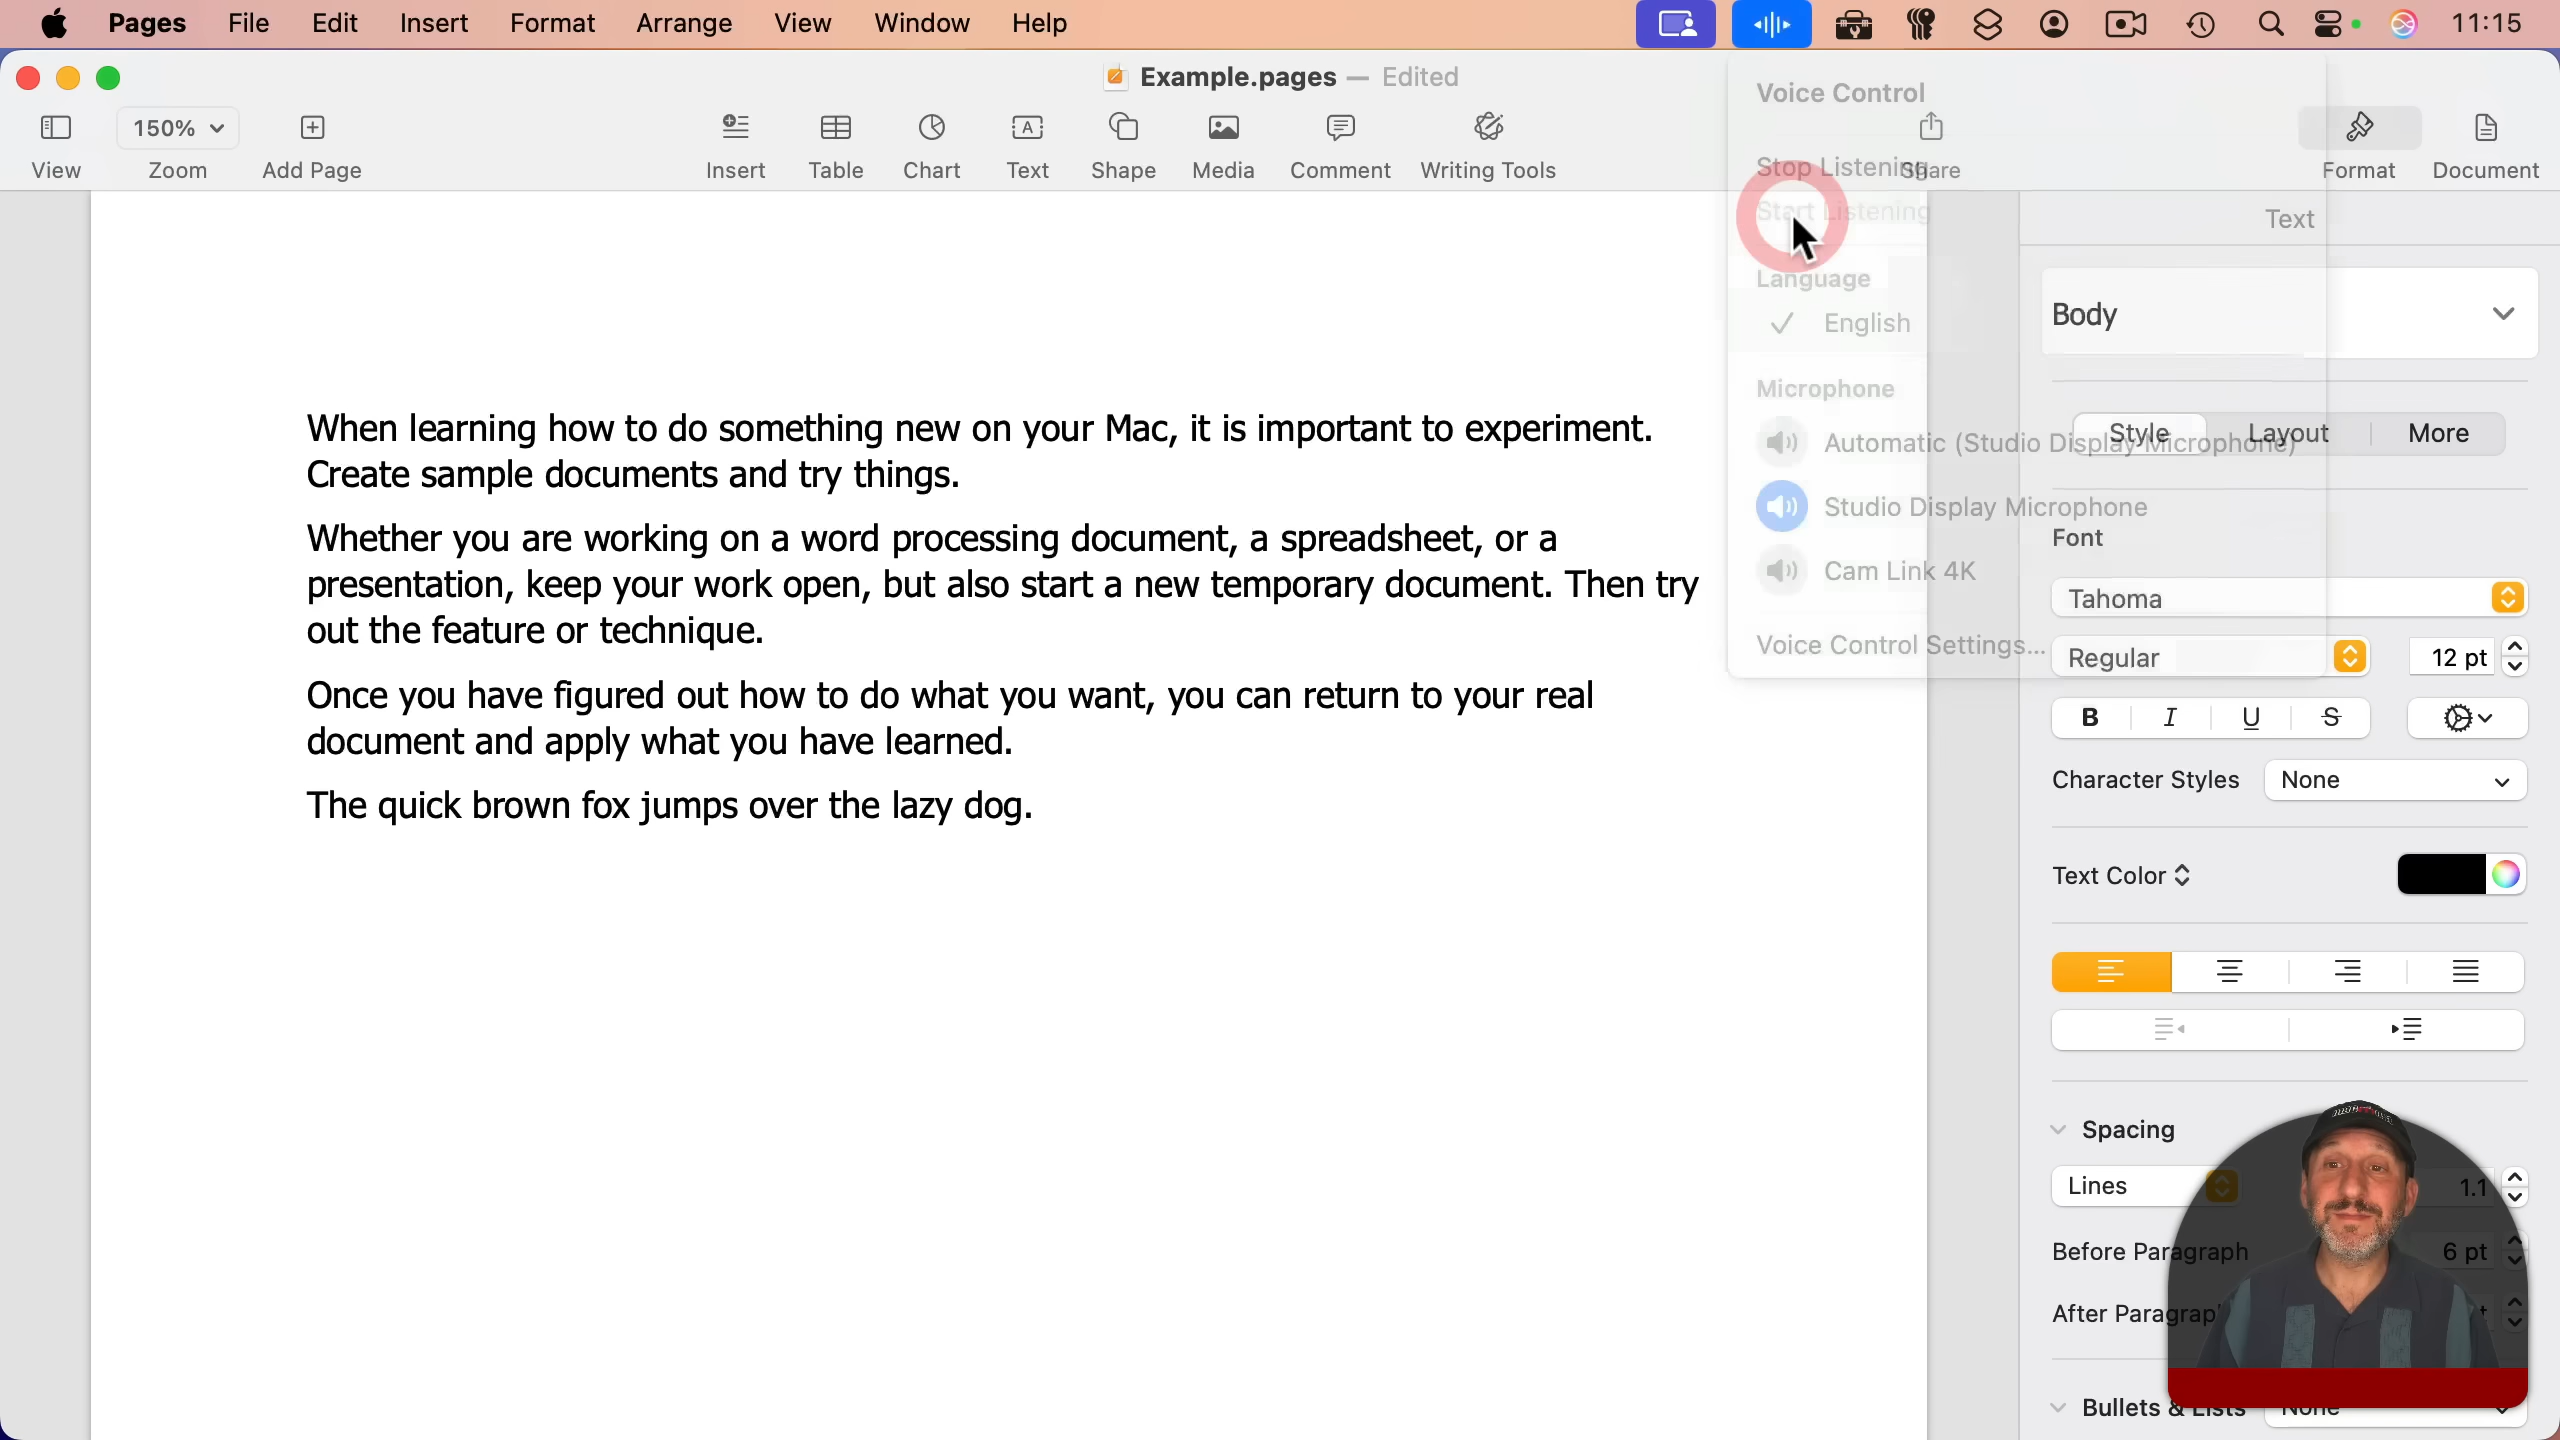 Pages File Edit Insert Format Arrange View Window Help 11:15
Example.pages — Edited
150%
View Zoom Add Page Insert Table Chart Text Shape Media Comment Writing Tools Share Format Document
Voice Control
Stop Listening
Start Listening
Language
English
Microphone
Automatic (Studio Display Microphone)
Studio Display Microphone
Cam Link 4K
Voice Control Settings...
When learning how to do something new on your Mac, it is important to experiment.
Create sample documents and try things.
Whether you are working on a word processing document, a spreadsheet, or a
presentation, keep your work open, but also start a new temporary document. Then try
out the feature or technique.
Once you have figured out how to do what you want, you can return to your real
document and apply what you have learned.
The quick brown fox jumps over the lazy dog.
Text
Body
Style Layout More
Font
Tahoma
Regular 12 pt
B I U S
Character Styles None
Text Color
Spacing
Lines 1.1
Before Paragraph 6 pt
After Paragraph
Bullets & Lists None